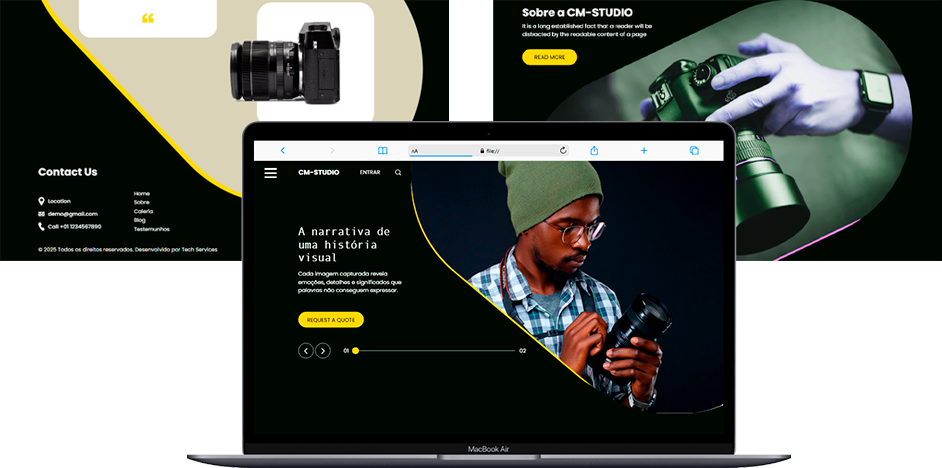 Contact Us
Location
demo@gmail.com
Call +01 1234567890
Home
Sobre
Galeria
Blog
Testemunhos
© 2025 Todos os direitos reservados. Desenvolvido por Tech Services
Sobre a CM-STUDIO
It is a long established fact that a reader will be
distracted by the readable content of a page
READ MORE
AA
file://
CM-STUDIO
ENTRAR
A narrativa de
uma história
visual
Cada imagem capturada revela
emoções, detalhes e significados que
palavras não conseguem expressar.
REQUEST A QUOTE
01
02
MacBook Air